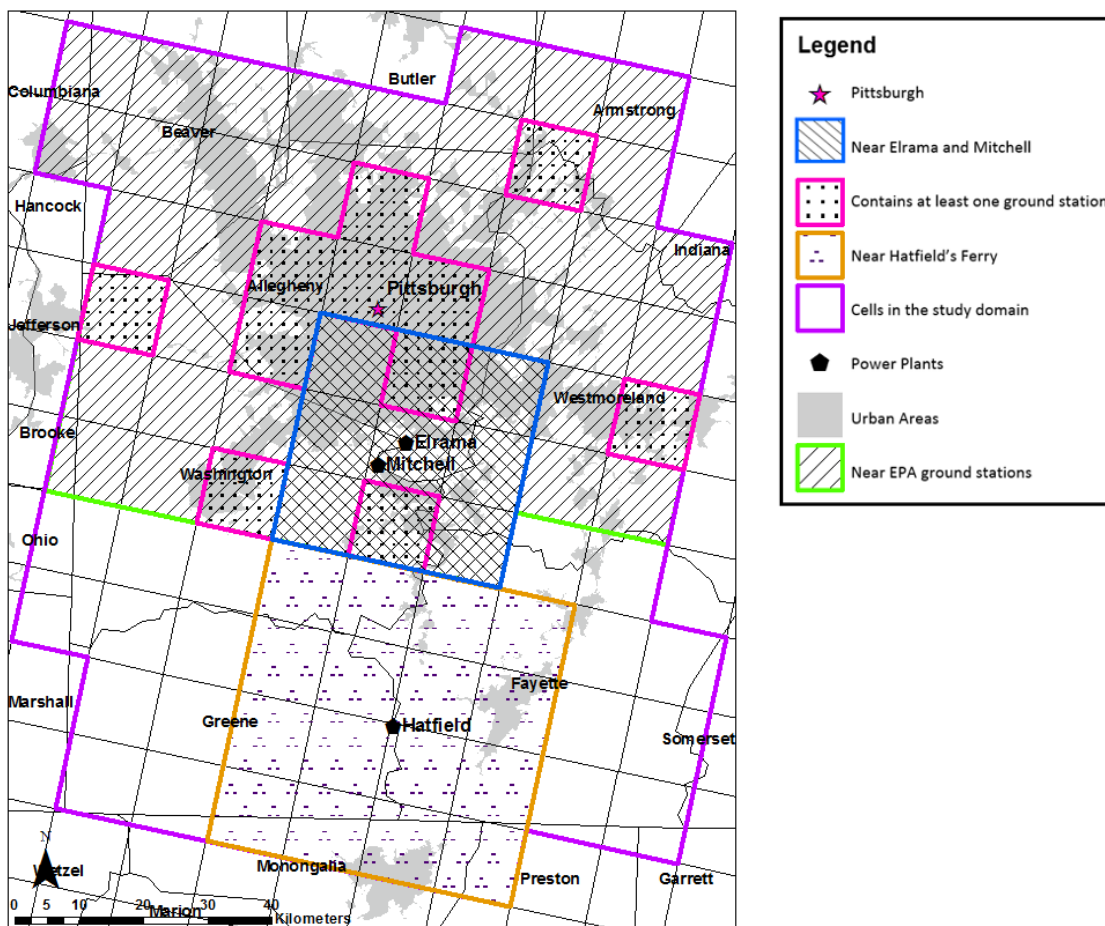 Butler
Columbiana
Armstrong
Beaver
Hancock
Indiana
Allegheny
Pittsburgh
Jefferson
Westmoreland
Brooke
Elrama
Mitchell
Washington
Ohio
Fayette
Marshall
Greene
Hatfield
Somerset
N
Monongalia
Wetzel
Preston
Garrett
0 5 10 20 30 40
Kilometers
Marion
Legend
Pittsburgh
Near Elrama and Mitchell
Contains at least one ground station
Near Hatfield's Ferry
Cells in the study domain
Power Plants
Urban Areas
Near EPA ground stations